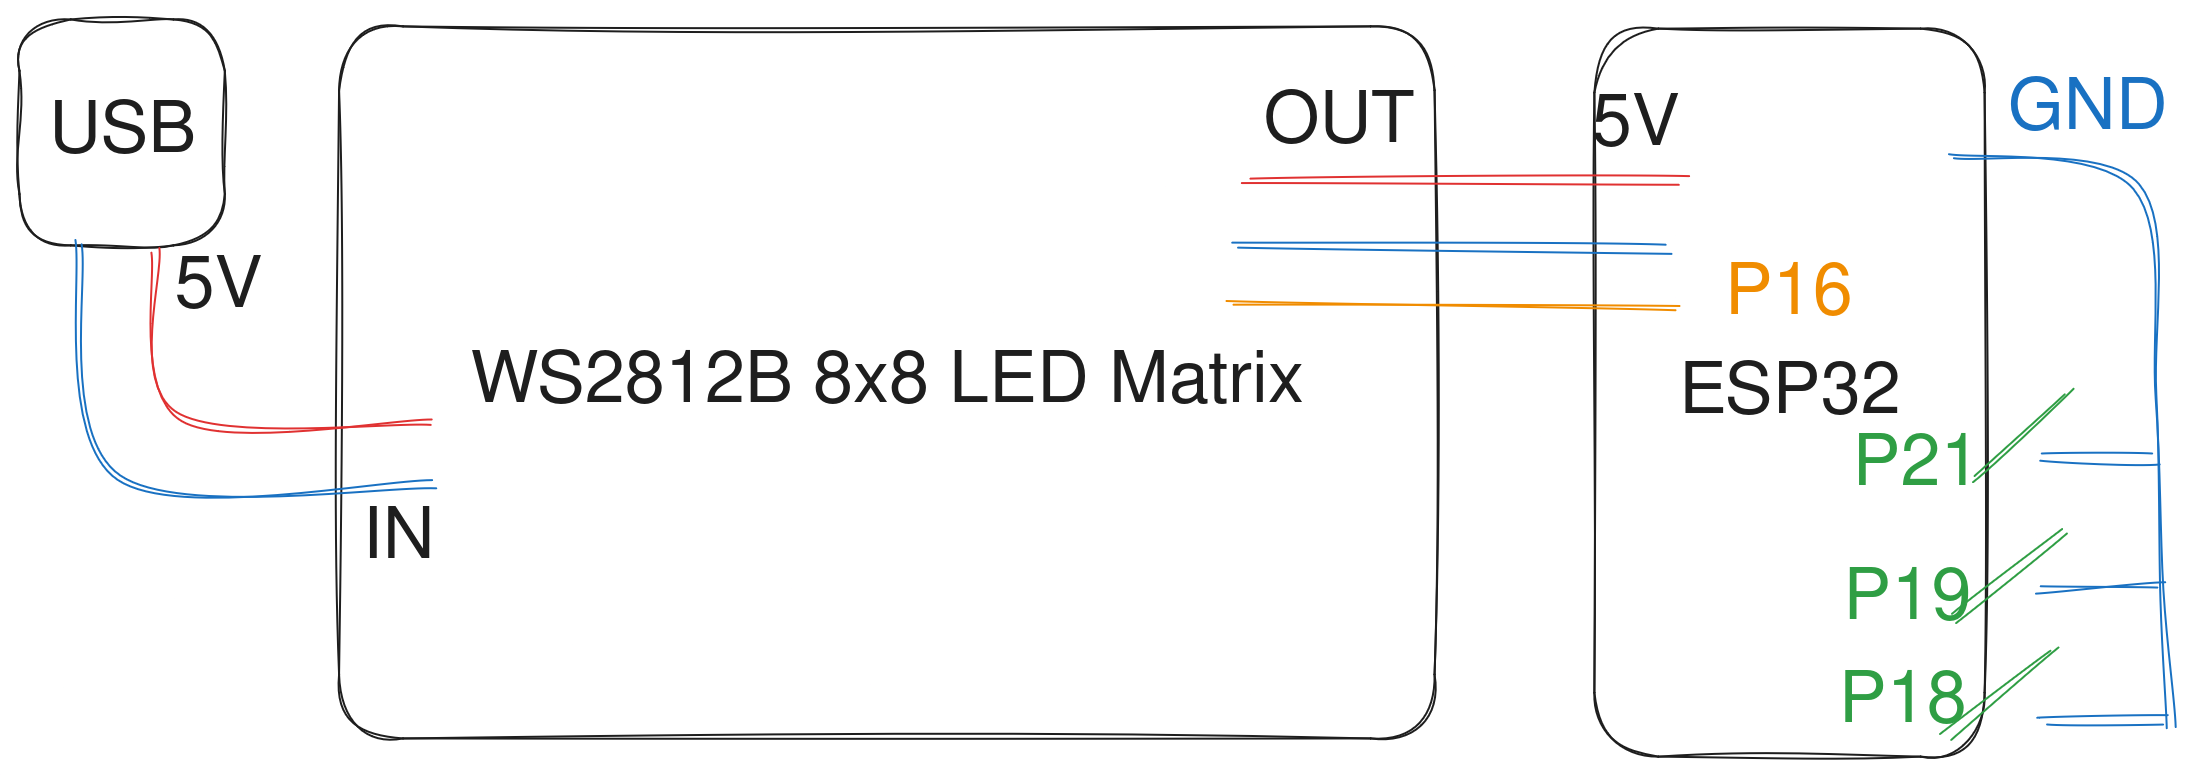 USB
5V
OUT
5V
GND
P16
WS2812B 8x8 LED Matrix
ESP32
P21
IN
P19
P18